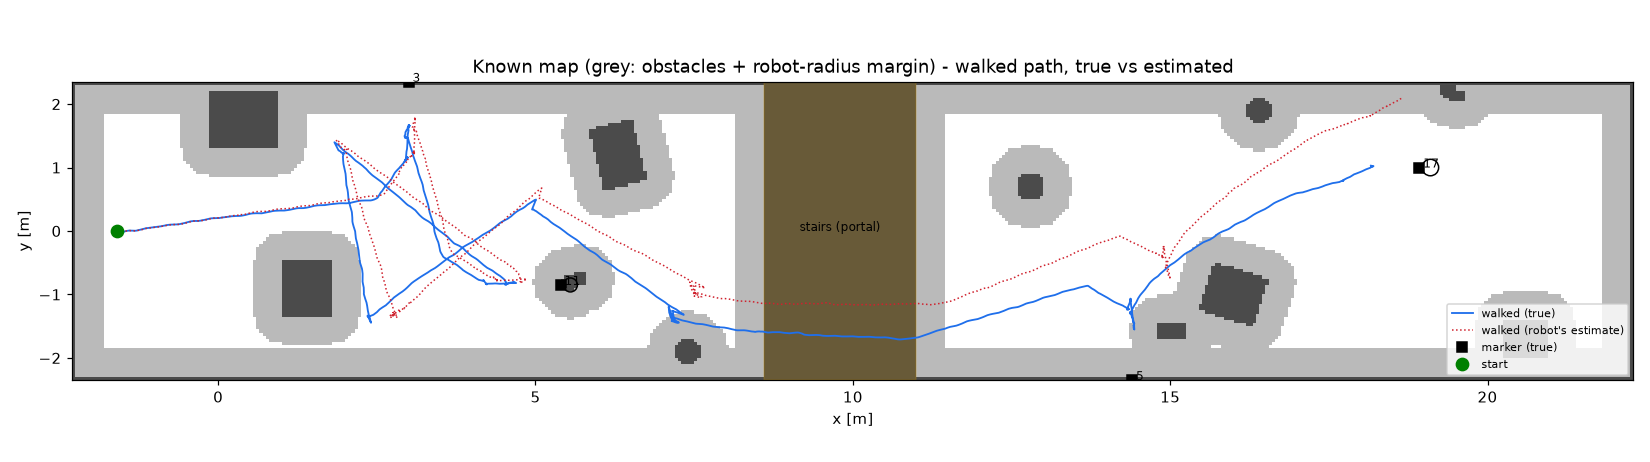 Known map (grey: obstacles + robot-radius margin) - walked path, true vs estimated
3
17
stairs (portal)
5
2
1
0
−1
−2
y [m]
0
5
10
15
20
x [m]
walked (true)
walked (robot's estimate)
marker (true)
start